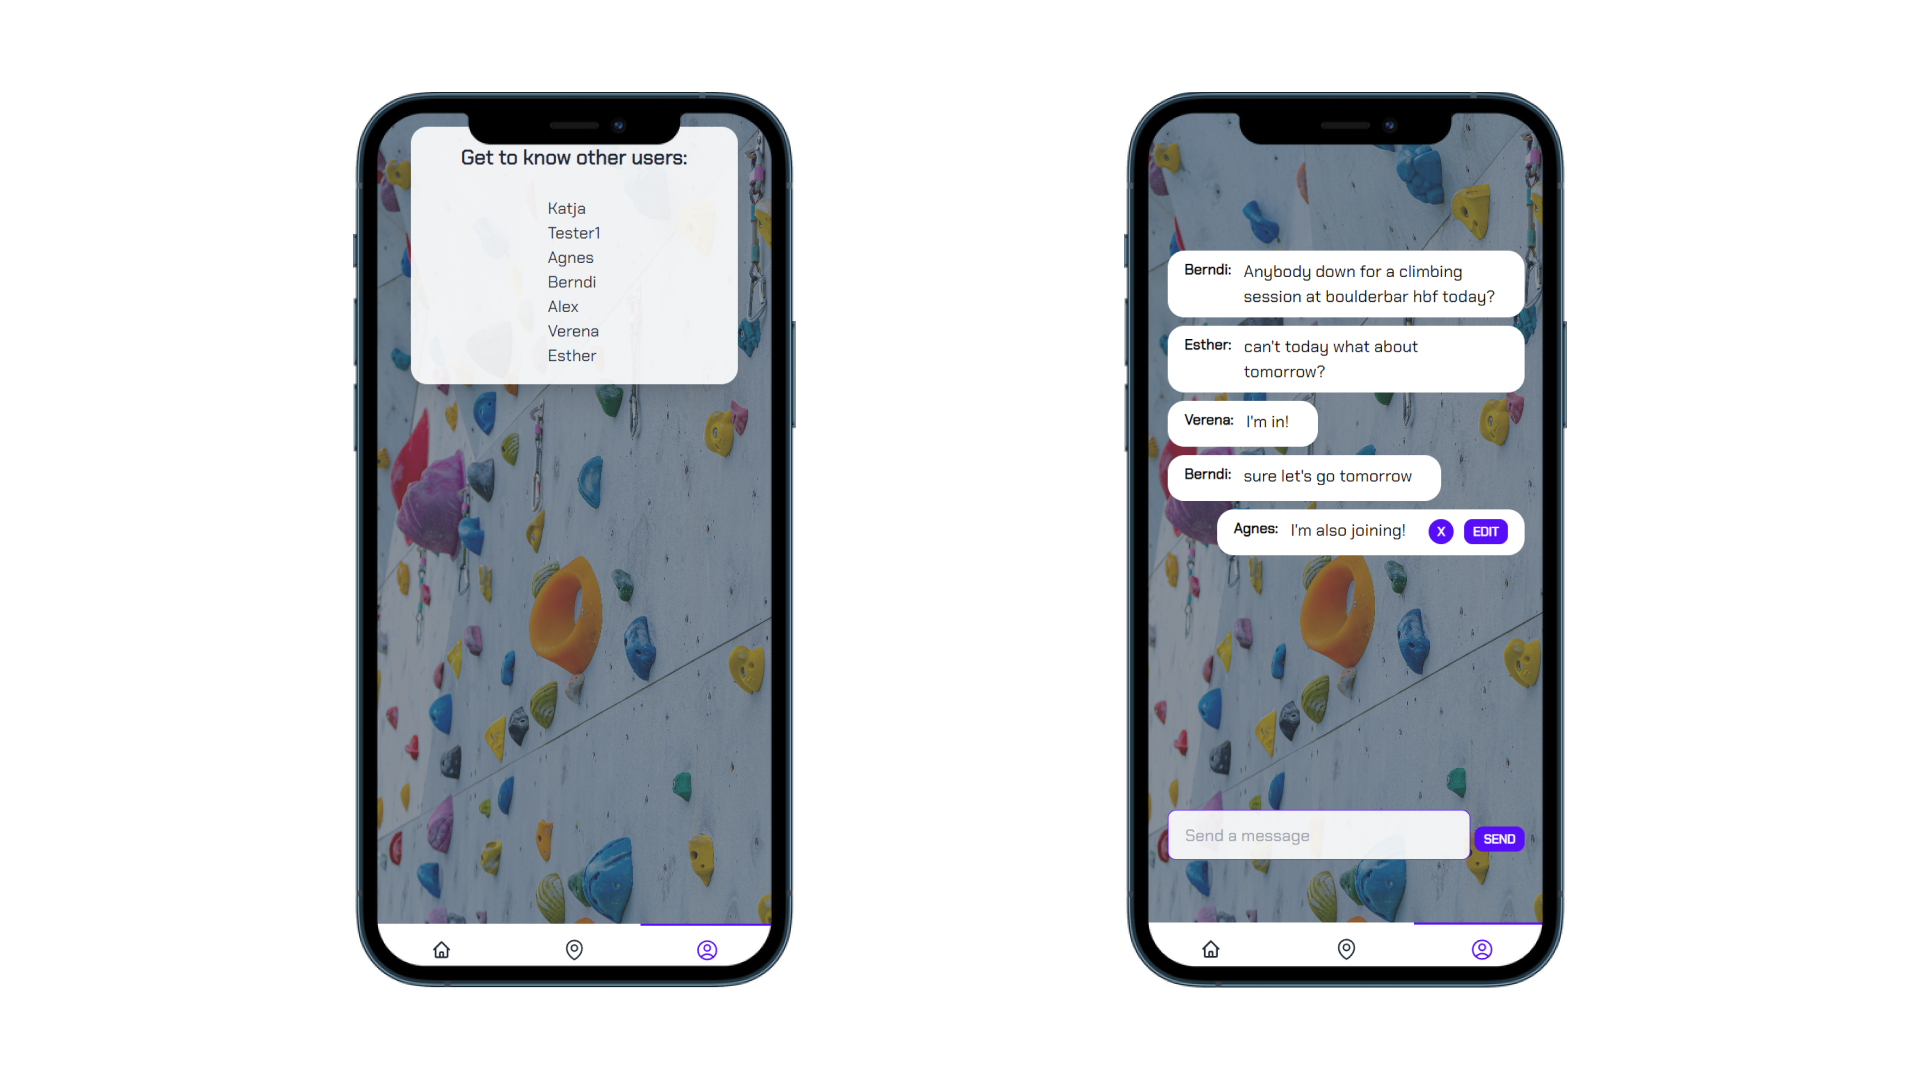 Get to know other users:
Katja
Tester1
Agnes
Berndi
Alex
Verena
Esther
Berndi: Anybody down for a climbing
session at boulderbar hbf today?
Esther: can't today what about
tomorrow?
Verena: I'm in!
Berndi: sure let's go tomorrow
Agnes: I'm also joining! X EDIT
Send a message SEND